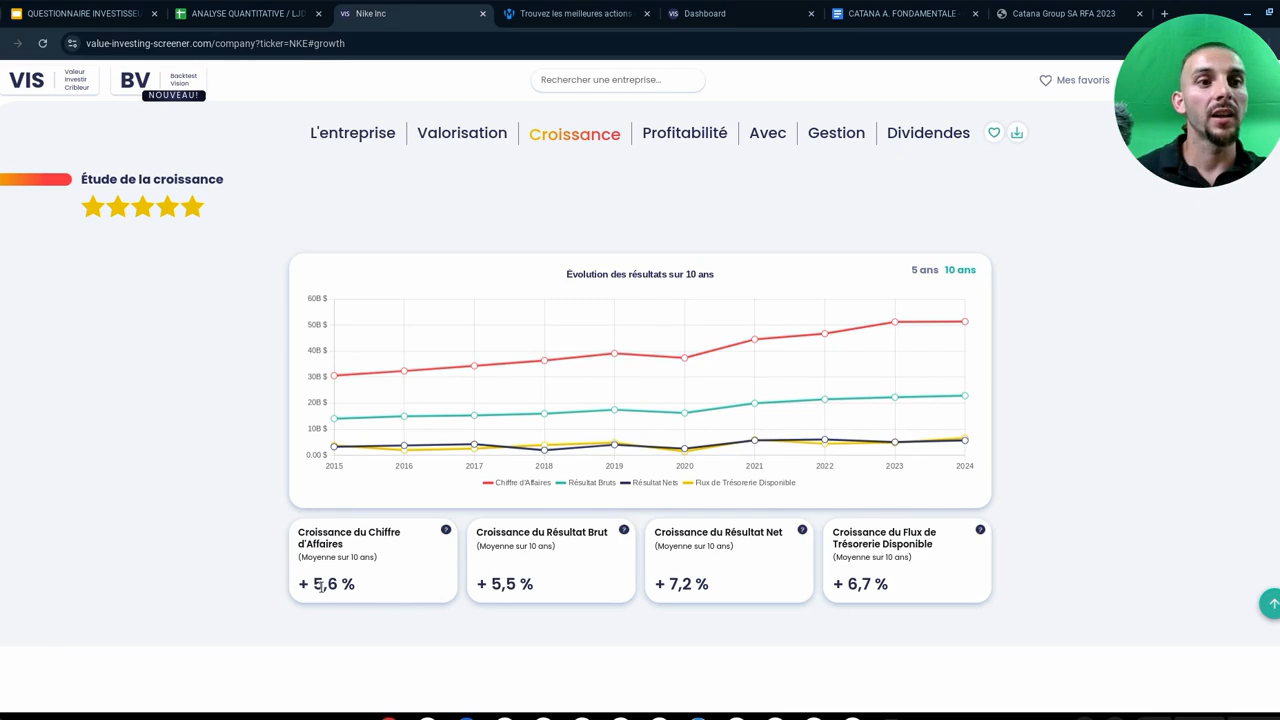 QUESTIONNAIRE INVESTISSEU
ANALYSE QUANTITATIVE / LJD
VIS Nike Inc
Trouvez les meilleures actions
VIS Dashboard
CATANA A. FONDAMENTALE -
Catana Group SA RFA 2023
value-investing-screener.com/company?ticker=NKE#growth
VIS
Valeur
Investir
Cribleur
BV
Backtest
Vision
NOUVEAU!
Rechercher une entreprise...
Mes favoris
L'entreprise
Valorisation
Croissance
Profitabilité
Avec
Gestion
Dividendes
Étude de la croissance
Évolution des résultats sur 10 ans
5 ans 10 ans
60B $
50B $
40B $
30B $
20B $
10B $
0.00 $
2015 2016 2017 2018 2019 2020 2021 2022 2023 2024
Chiffre d'Affaires Résultat Bruts Résultat Nets Flux de Trésorerie Disponible
Croissance du Chiffre
d'Affaires
(Moyenne sur 10 ans)
+ 5,6 %
Croissance du Résultat Brut
(Moyenne sur 10 ans)
+ 5,5 %
Croissance du Résultat Net
(Moyenne sur 10 ans)
+ 7,2 %
Croissance du Flux de
Trésorerie Disponible
(Moyenne sur 10 ans)
+ 6,7 %